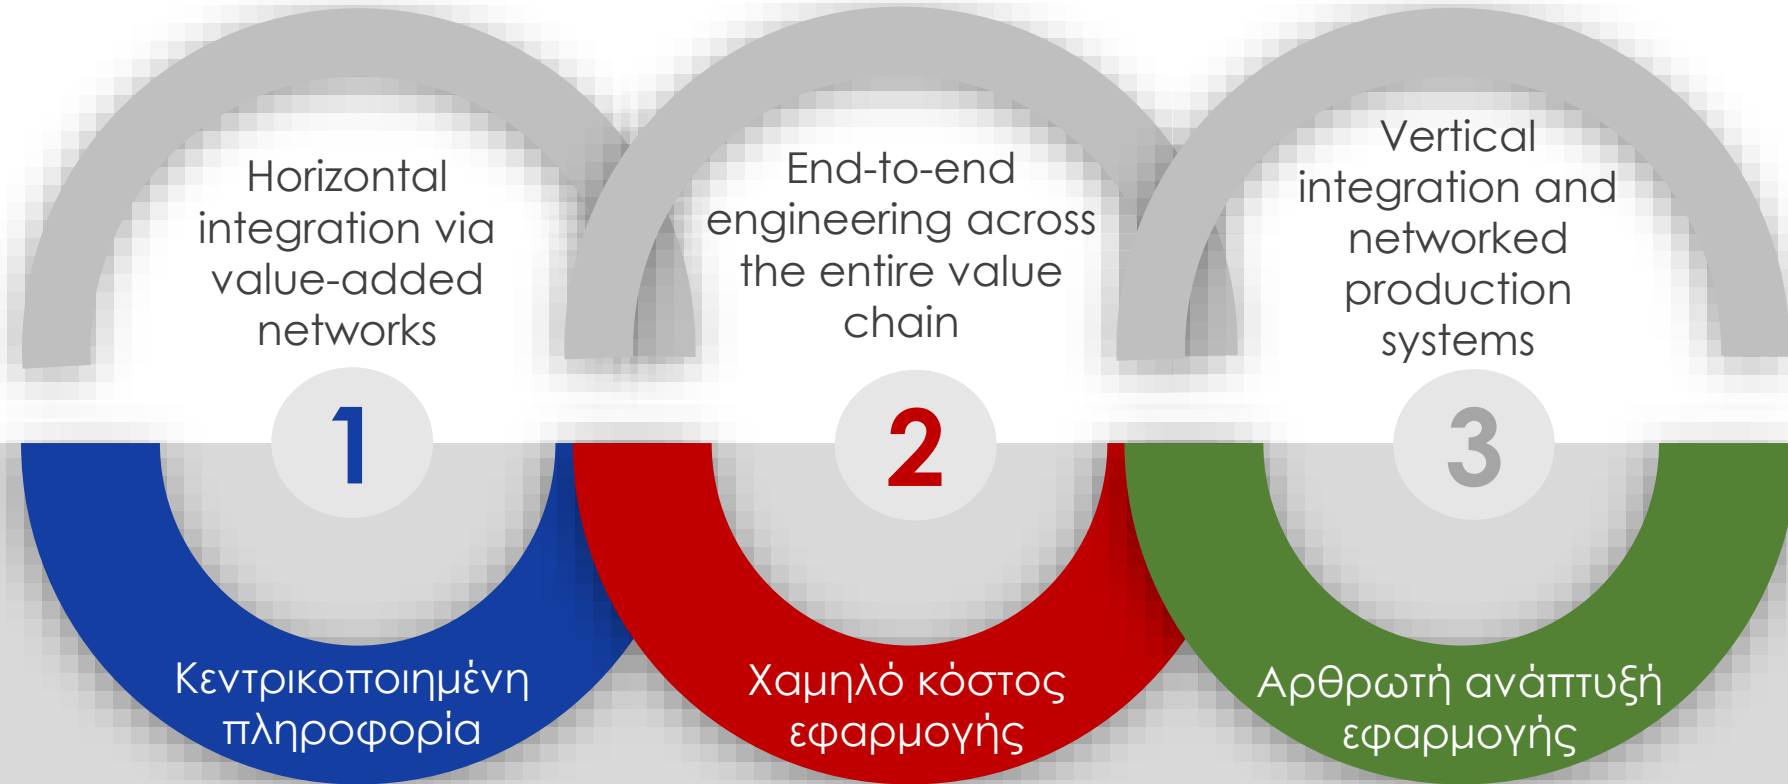 Horizontal
integration via
value-added
networks
1
Κεντρικοποιημένη
πληροφορία
End-to-end
engineering across
the entire value
chain
2
Χαμηλό κόστος
εφαρμογής
Vertical
integration and
networked
production
systems
3
Αρθρωτή ανάπτυξή
εφαρμογής